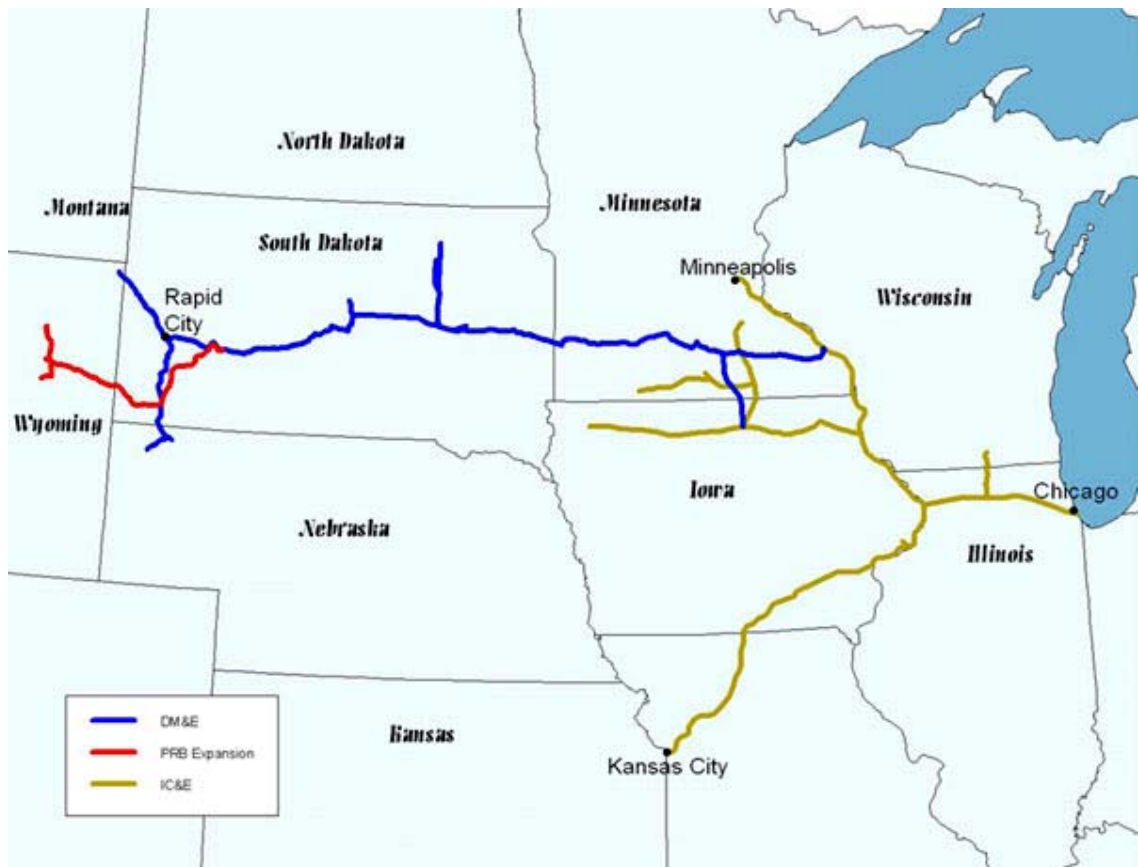 North Dakota
Montana
Minnesota
South Dakota
Minneapolis
Rapid
City
Wisconsin
Wyoming
Iowa
Chicago
Nebraska
Illinois
DM&E
Kansas
PRB Expansion
Kansas City
IC&E